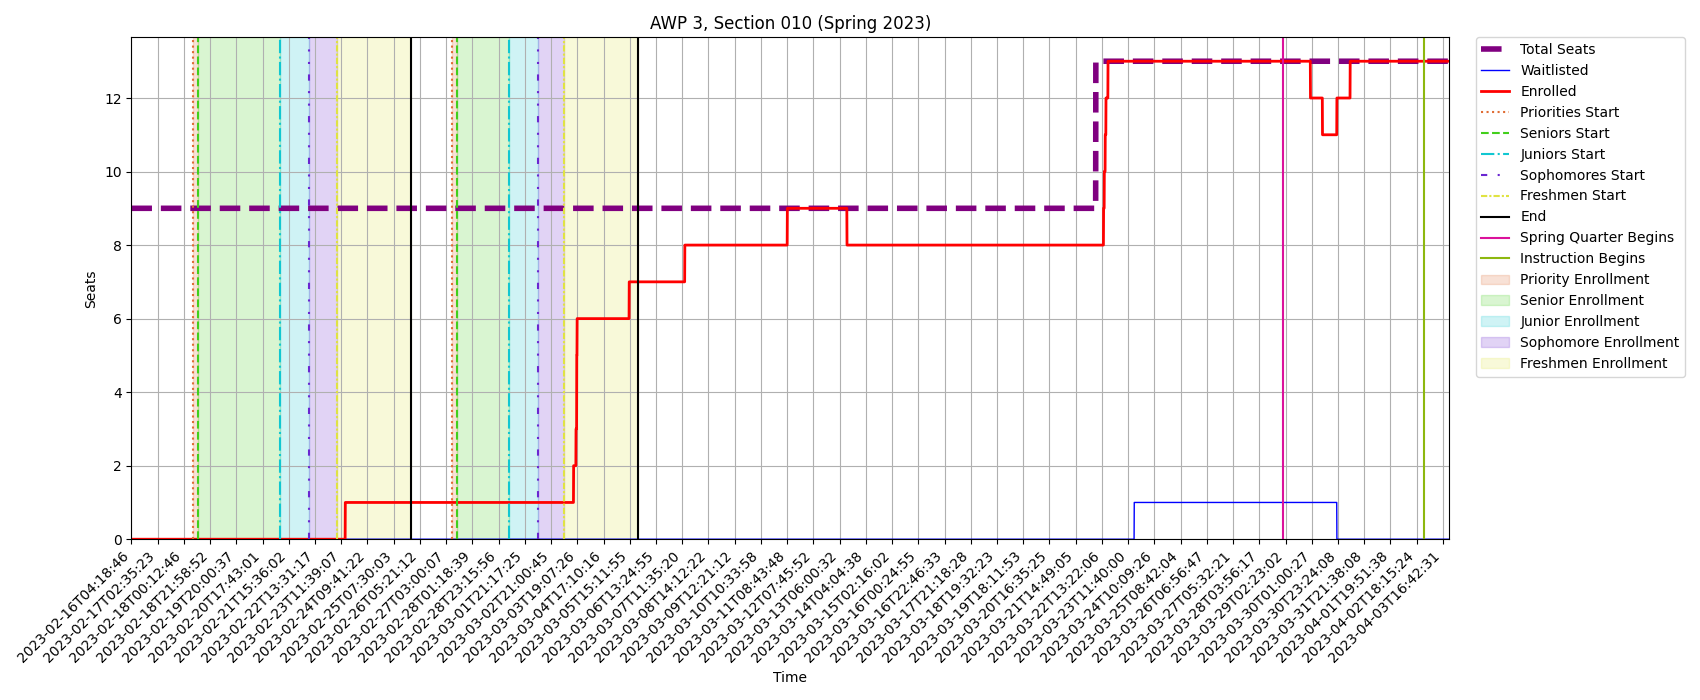 AWP 3, Section 010 (Spring 2023)
Seats
12
10
8
6
4
2
0
2023-02-16T04:18:46
2023-02-17T02:35:23
2023-02-18T00:12:46
2023-02-18T21:58:52
2023-02-19T20:00:37
2023-02-20T17:43:01
2023-02-21T15:36:02
2023-02-22T13:31:17
2023-02-23T11:39:07
2023-02-24T09:41:22
2023-02-25T07:30:03
2023-02-26T05:21:12
2023-02-27T03:00:07
2023-02-28T01:18:39
2023-02-28T23:15:56
2023-03-01T21:17:25
2023-03-02T21:00:45
2023-03-03T19:07:26
2023-03-04T17:10:16
2023-03-05T15:11:55
2023-03-06T13:24:55
2023-03-07T11:35:20
2023-03-08T14:12:22
2023-03-09T12:21:12
2023-03-10T10:33:58
2023-03-11T08:43:48
2023-03-12T07:45:52
2023-03-13T06:00:32
2023-03-14T04:04:38
2023-03-15T02:16:02
2023-03-16T00:24:55
2023-03-16T22:46:33
2023-03-17T21:18:28
2023-03-18T19:32:23
2023-03-19T18:11:53
2023-03-20T16:35:25
2023-03-21T14:49:05
2023-03-22T13:22:06
2023-03-23T11:40:00
2023-03-24T10:09:26
2023-03-25T08:42:04
2023-03-26T06:56:47
2023-03-27T05:32:21
2023-03-28T03:56:17
2023-03-29T02:23:02
2023-03-30T01:00:27
2023-03-30T23:24:08
2023-03-31T21:38:08
2023-04-01T19:51:38
2023-04-02T18:15:24
2023-04-03T16:42:31
Time
Total Seats
Waitlisted
Enrolled
Priorities Start
Seniors Start
Juniors Start
Sophomores Start
Freshmen Start
End
Spring Quarter Begins
Instruction Begins
Priority Enrollment
Senior Enrollment
Junior Enrollment
Sophomore Enrollment
Freshmen Enrollment